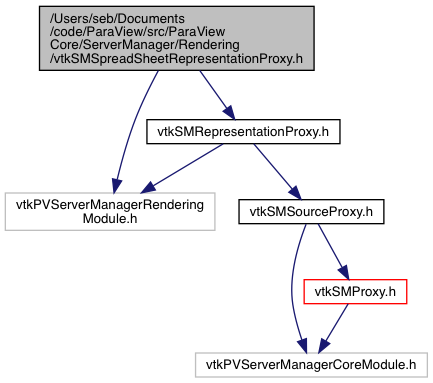 /Users/seb/Documents
/code/ParaView/src/ParaView
Core/ServerManager/Rendering
/vtkSMSpreadSheetRepresentationProxy.h
vtkSMRepresentationProxy.h
vtkPVServerManagerRendering
Module.h
vtkSMSourceProxy.h
vtkSMProxy.h
vtkPVServerManagerCoreModule.h